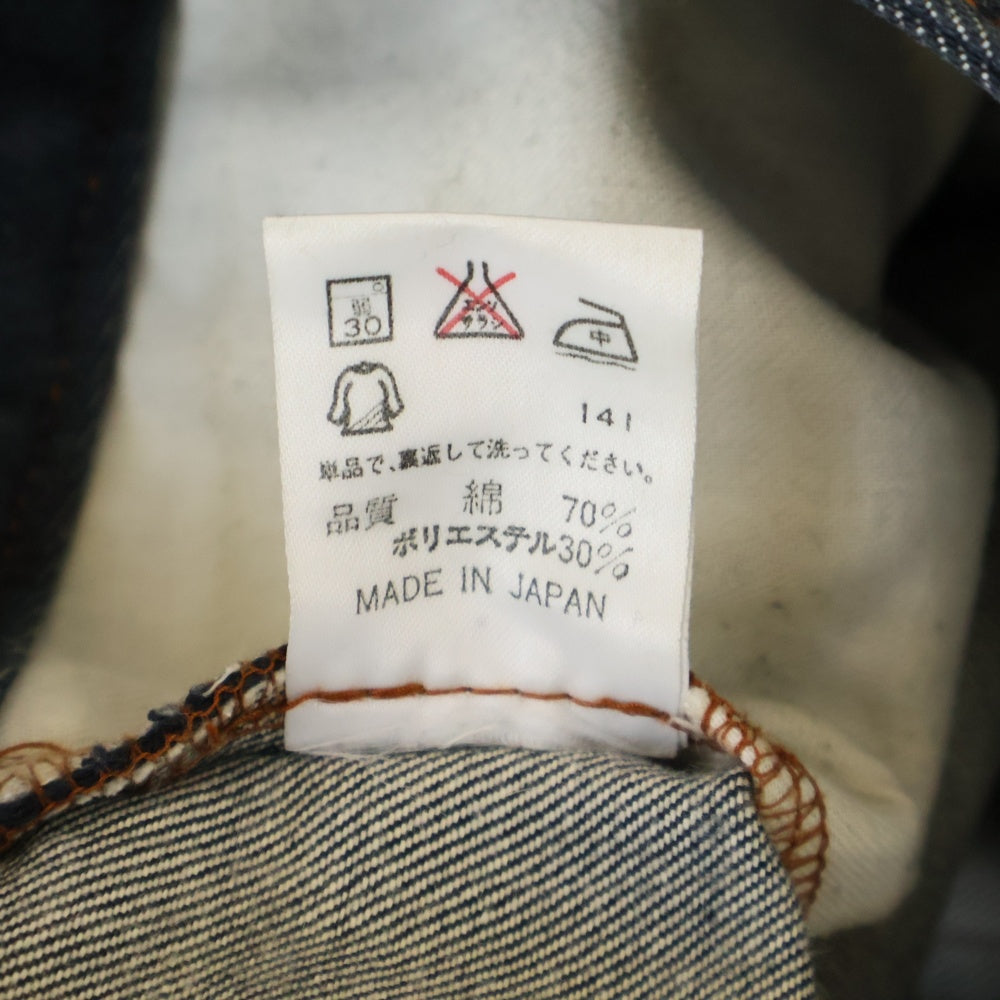 弱
30
エンソ
サラシ
中
141
単品で、裏返して洗ってください。
品質 綿 70%
ポリエステル30%
MADE IN JAPAN